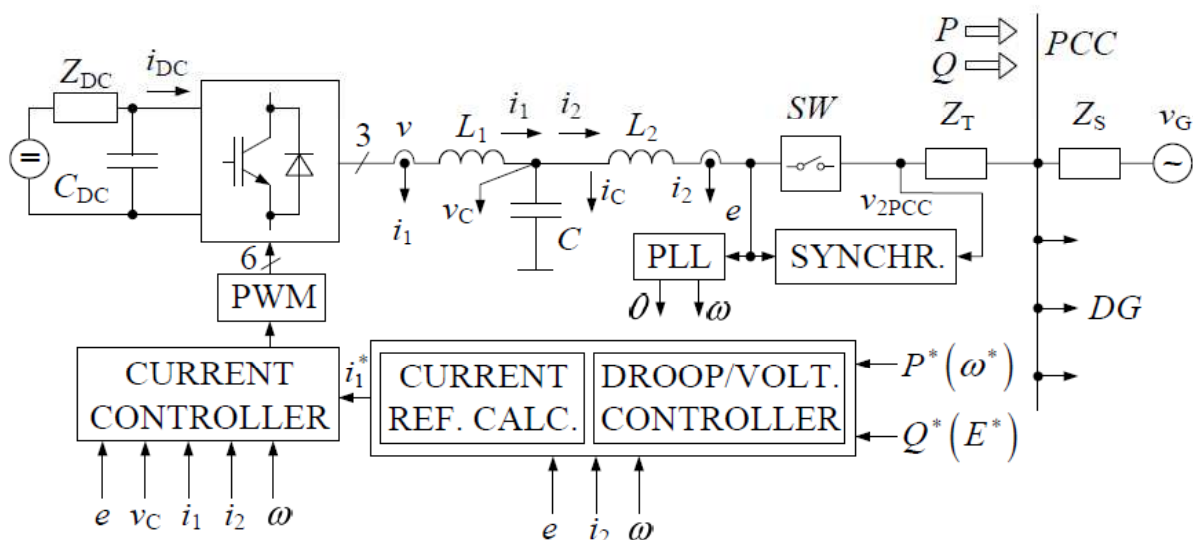 P
Q
PCC
Z_DC
i_DC
C_DC
3
v
L_1
i_1
i_2
L_2
SW
Z_T
Z_S
v_G
i_1
v_C
C
i_C
i_2
e
v_2PCC
6
PLL
SYNCHR.
θ
ω
PWM
DG
CURRENT
CONTROLLER
i_1^*
CURRENT
REF. CALC.
DROOP/VOLT.
CONTROLLER
P^*(ω^*)
Q^*(E^*)
e
v_C
i_1
i_2
ω
e
i_2
ω